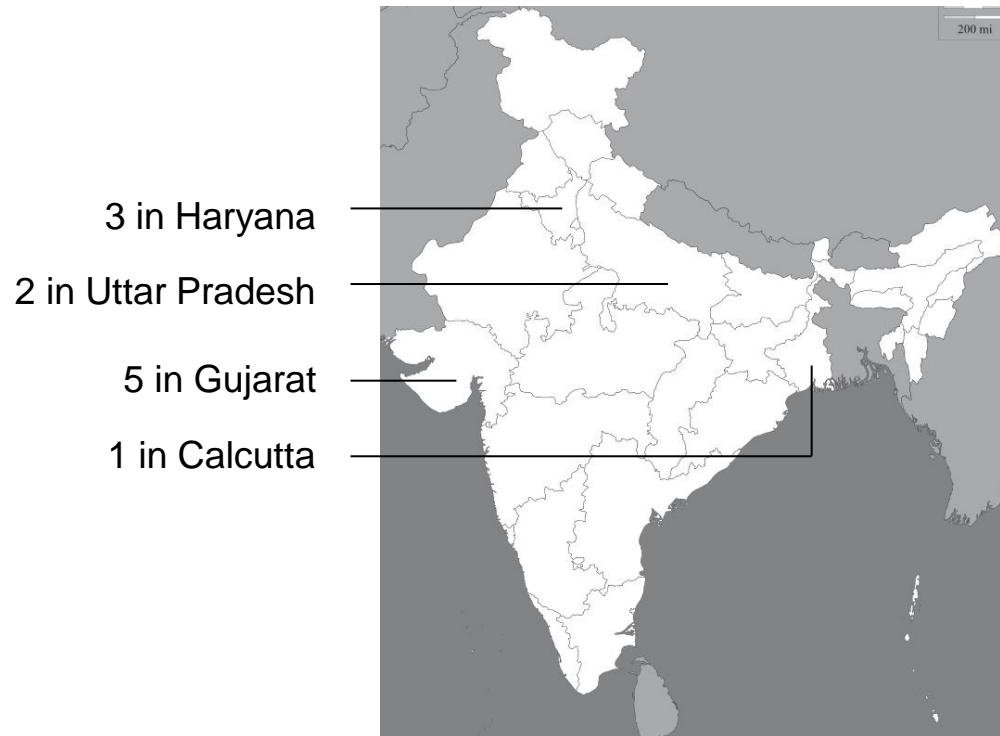 200 mi
3 in Haryana
2 in Uttar Pradesh
5 in Gujarat
1 in Calcutta